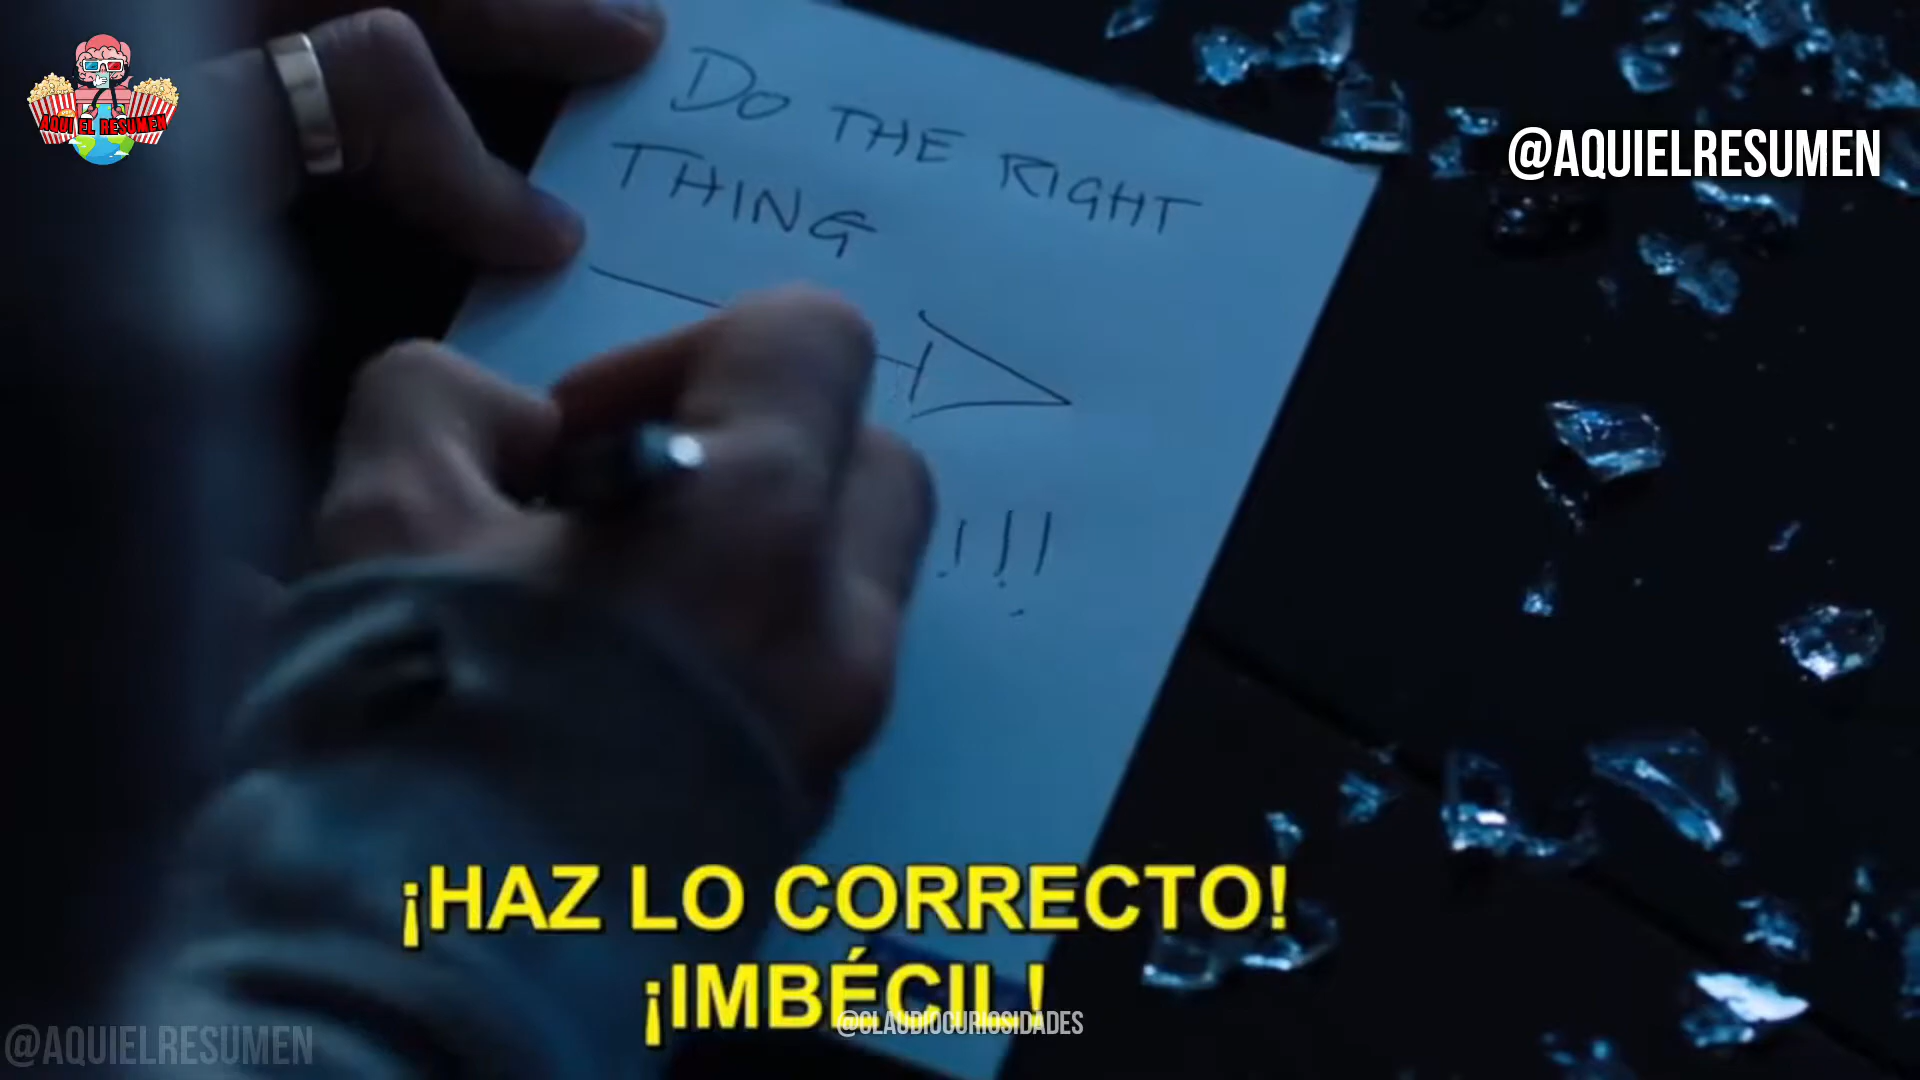 AQUI EL RESUMEN
@AQUIELRESUMEN
DO THE RIGHT
THING
!!!
¡HAZ LO CORRECTO!
¡IMBÉCIL!
@CLAUDIOCURIOSIDADES
@AQUIELRESUMEN